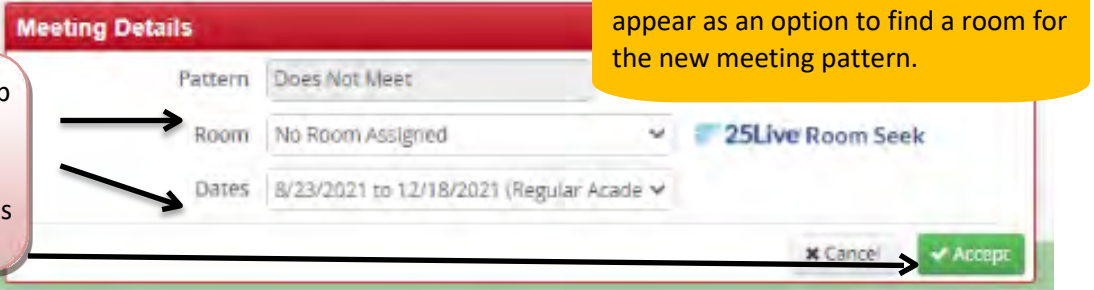 appear as an option to find a room for
the new meeting pattern.
Meeting Details
Pattern Does Not Meet
Room No Room Assigned 25Live Room Seek
Dates 8/23/2021 to 12/18/2021 (Regular Acade
Cancel Accept